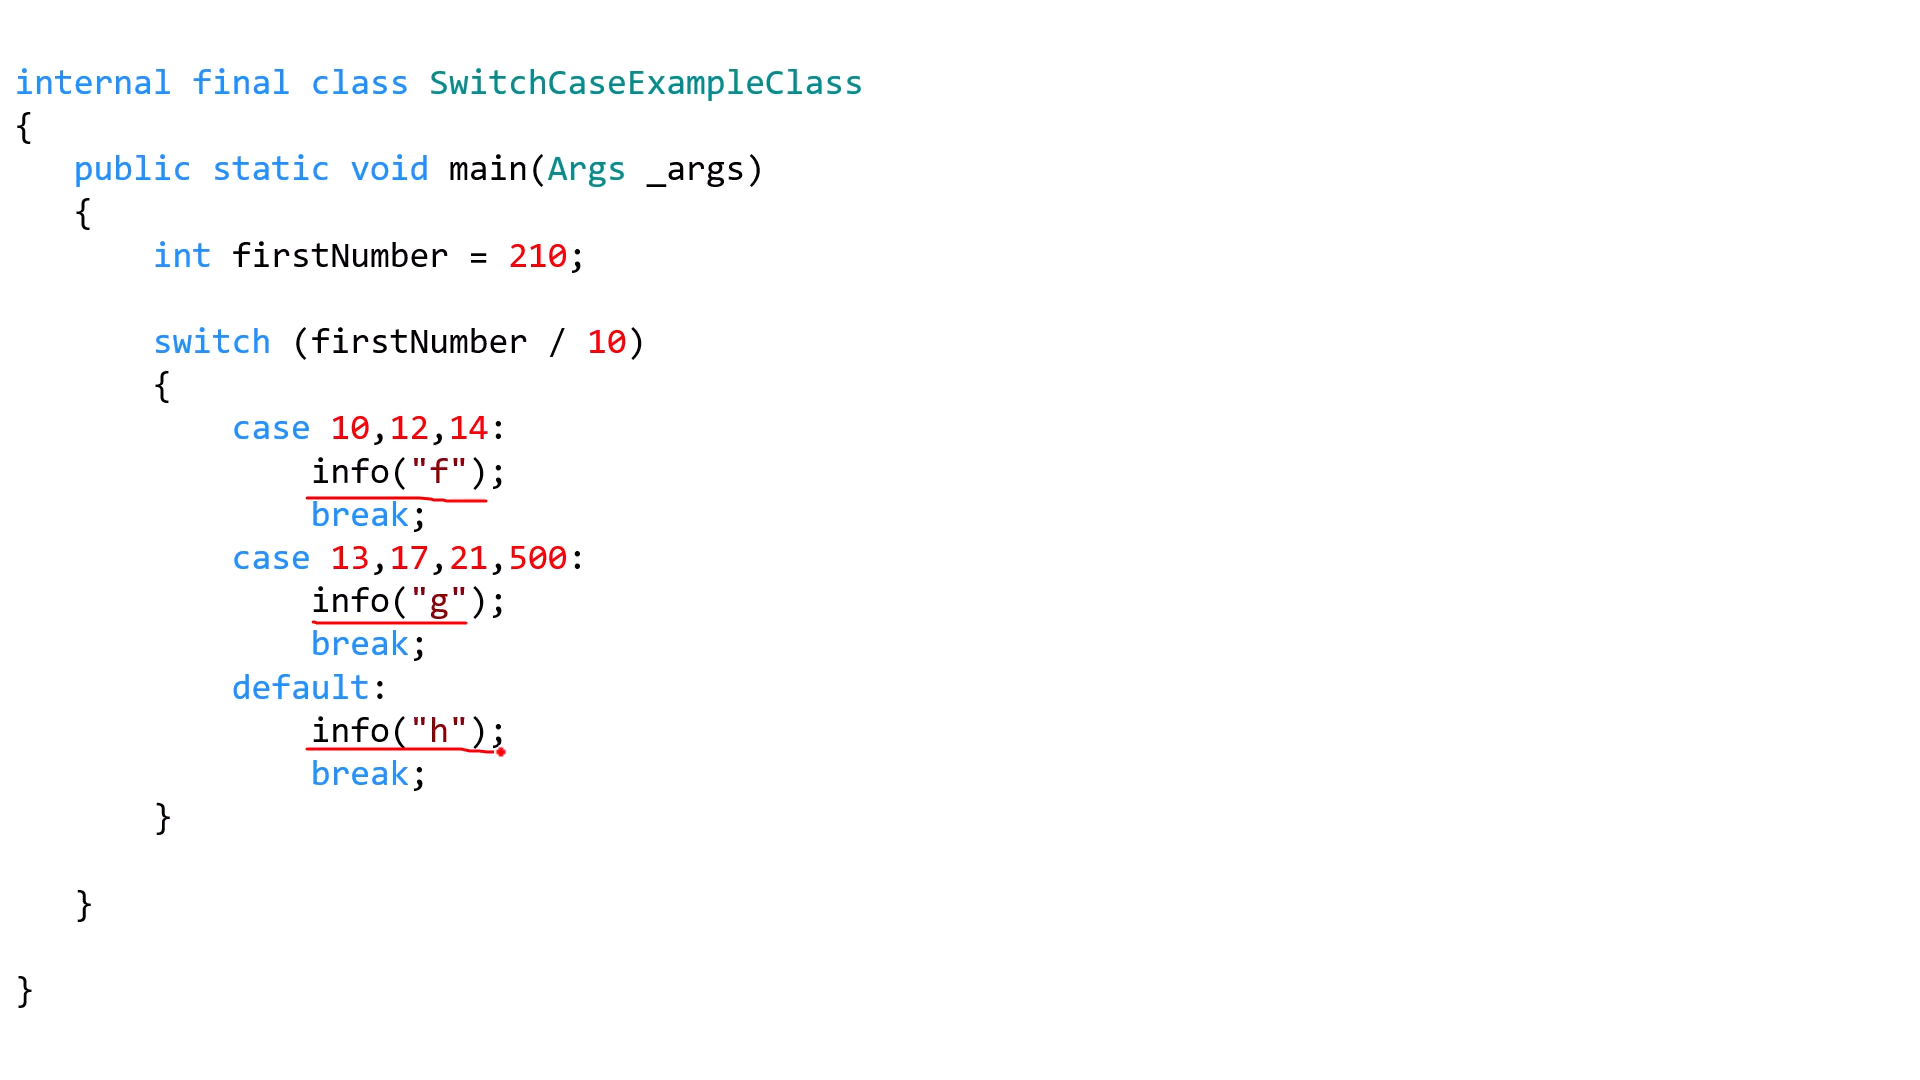 internal final class SwitchCaseExampleClass
{
public static void main(Args _args)
{
int firstNumber = 210;
switch (firstNumber / 10)
{
case 10,12,14:
info("f");
break;
case 13,17,21,500:
info("g");
break;
default:
info("h");
break;
}
}
}